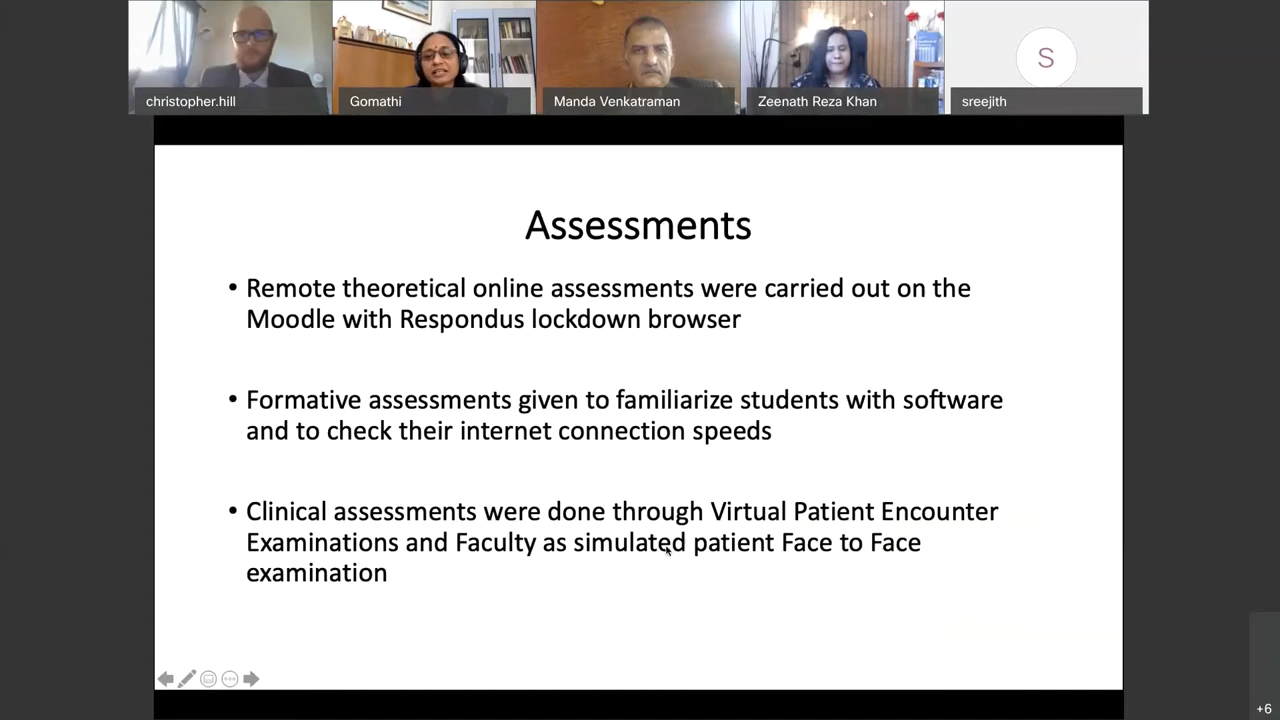 christopher.hill
Gomathi
Manda Venkatraman
Zeenath Reza Khan
S
sreejith
Assessments
• Remote theoretical online assessments were carried out on the
Moodle with Respondus lockdown browser
• Formative assessments given to familiarize students with software
and to check their internet connection speeds
• Clinical assessments were done through Virtual Patient Encounter
Examinations and Faculty as simulated patient Face to Face
examination
+6